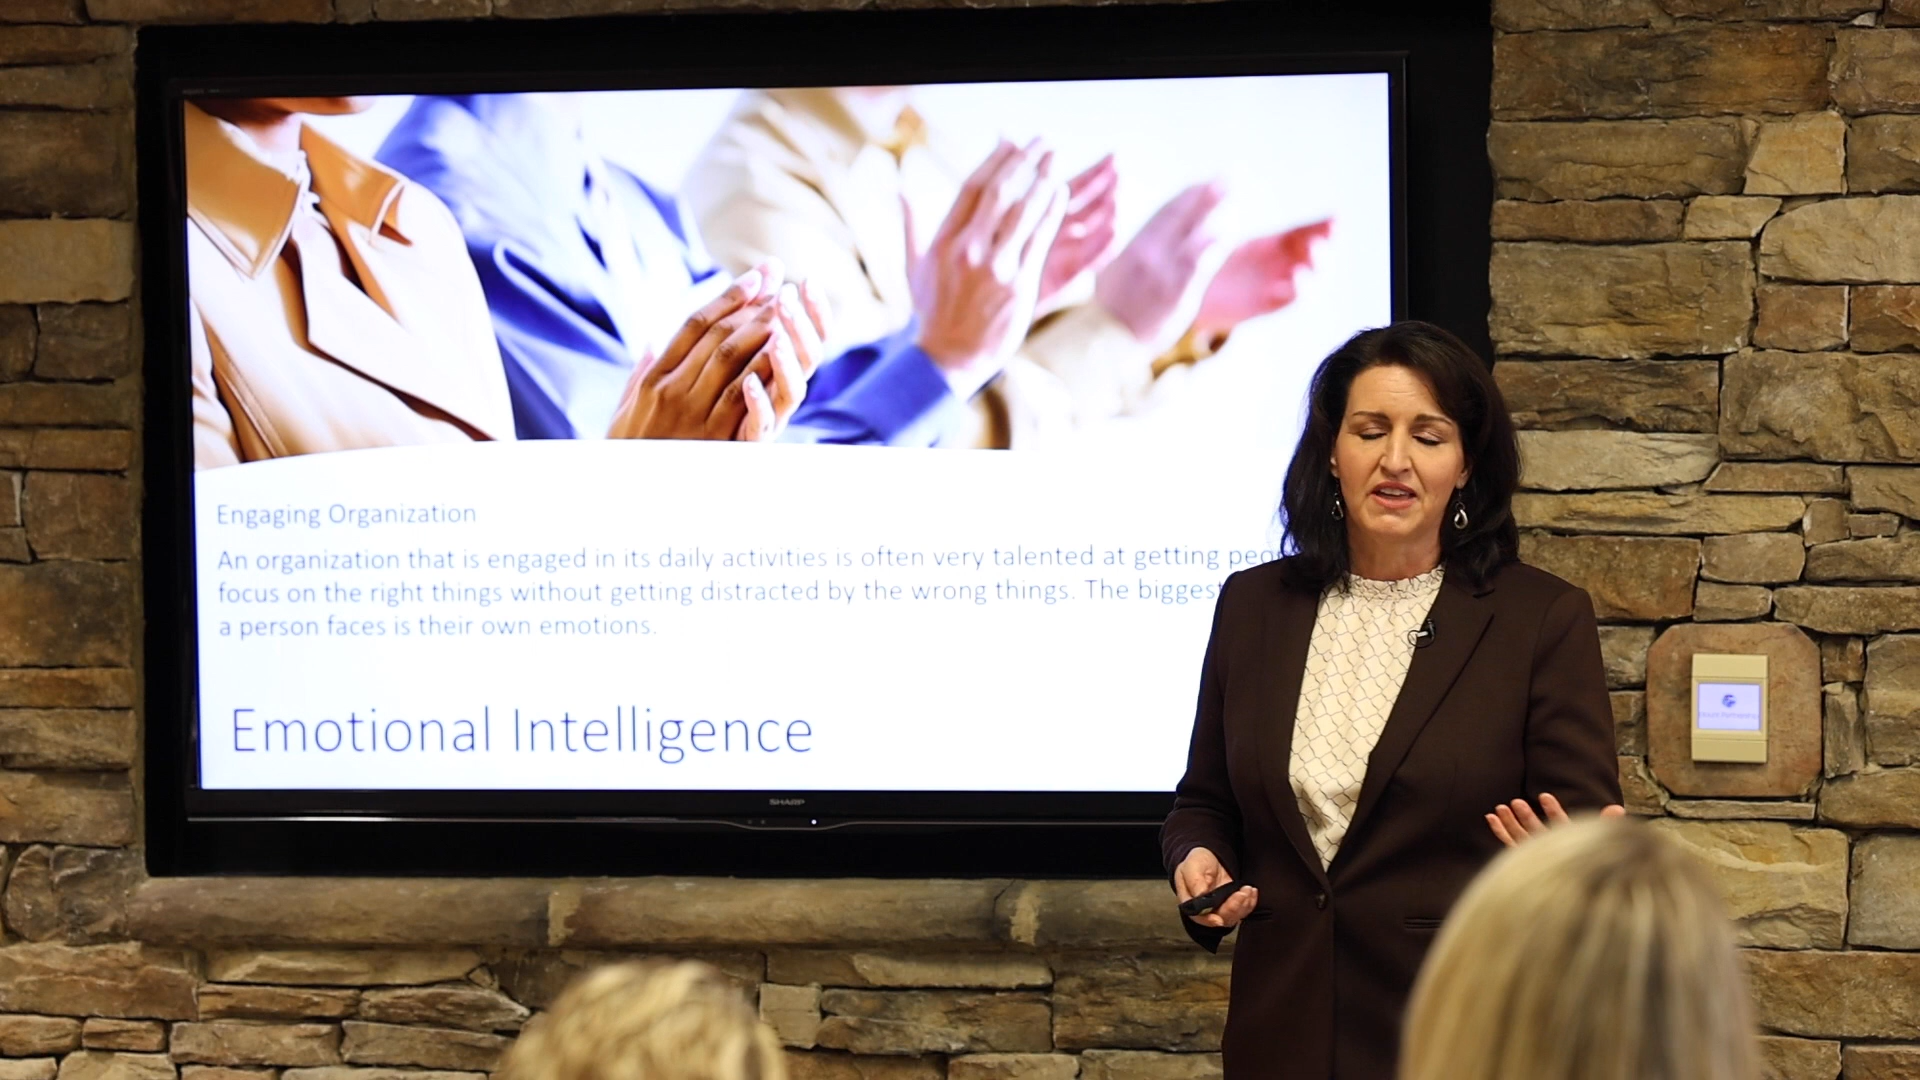 Engaging Organization
An organization that is engaged in its daily activities is often very talented at getting
focus on the right things without getting distracted by the wrong things. The biggest
a person faces is their own emotions.
Emotional Intelligence
SHARP